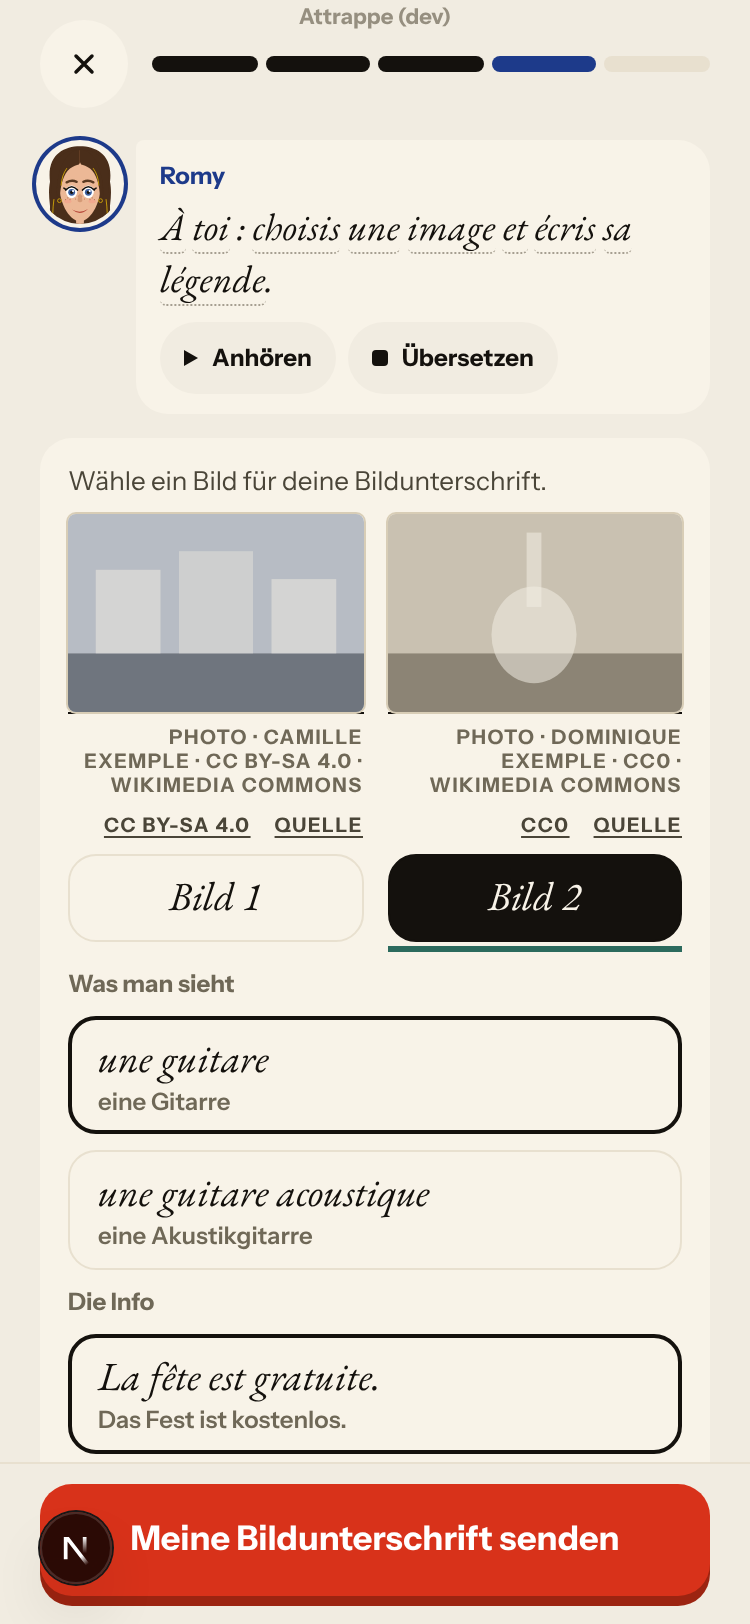 Attrappe (dev)
Romy
À toi : choisis une image et écris sa
légende.
Anhören
Übersetzen
Wähle ein Bild für deine Bildunterschrift.
PHOTO · CAMILLE
EXEMPLE · CC BY-SA 4.0 ·
WIKIMEDIA COMMONS
CC BY-SA 4.0 QUELLE
PHOTO · DOMINIQUE
EXEMPLE · CC0 ·
WIKIMEDIA COMMONS
CC0 QUELLE
Bild 1
Bild 2
Was man sieht
une guitare
eine Gitarre
une guitare acoustique
eine Akustikgitarre
Die Info
La fête est gratuite.
Das Fest ist kostenlos.
N
Meine Bildunterschrift senden